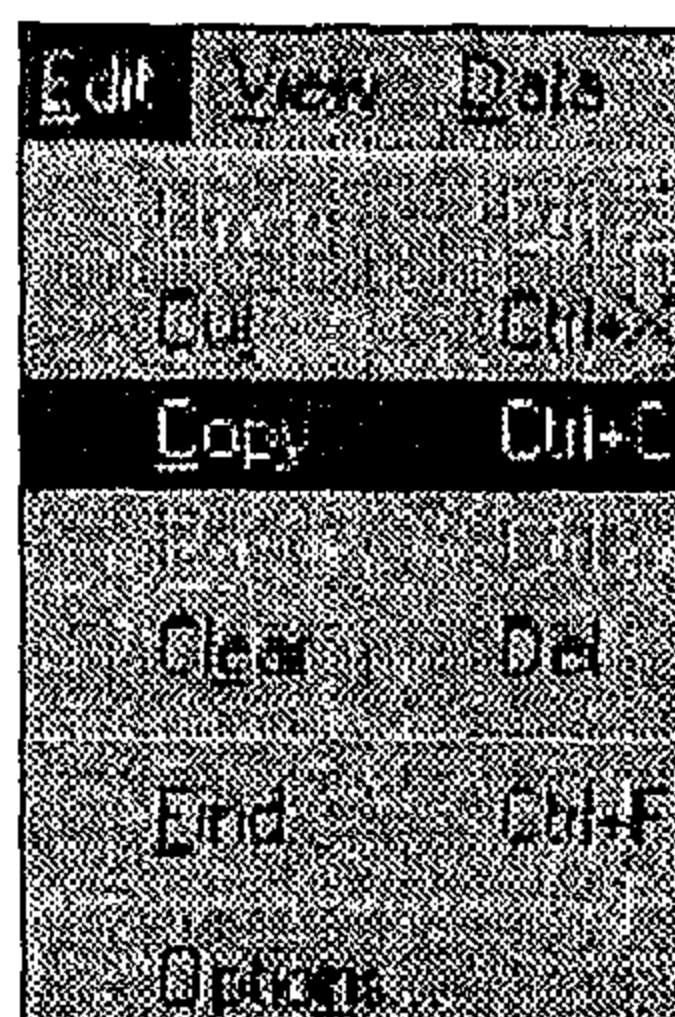 Edit View Data
Cut Ctrl+X
Copy Ctrl+C
Clear Del
Find Ctrl+F
Options...